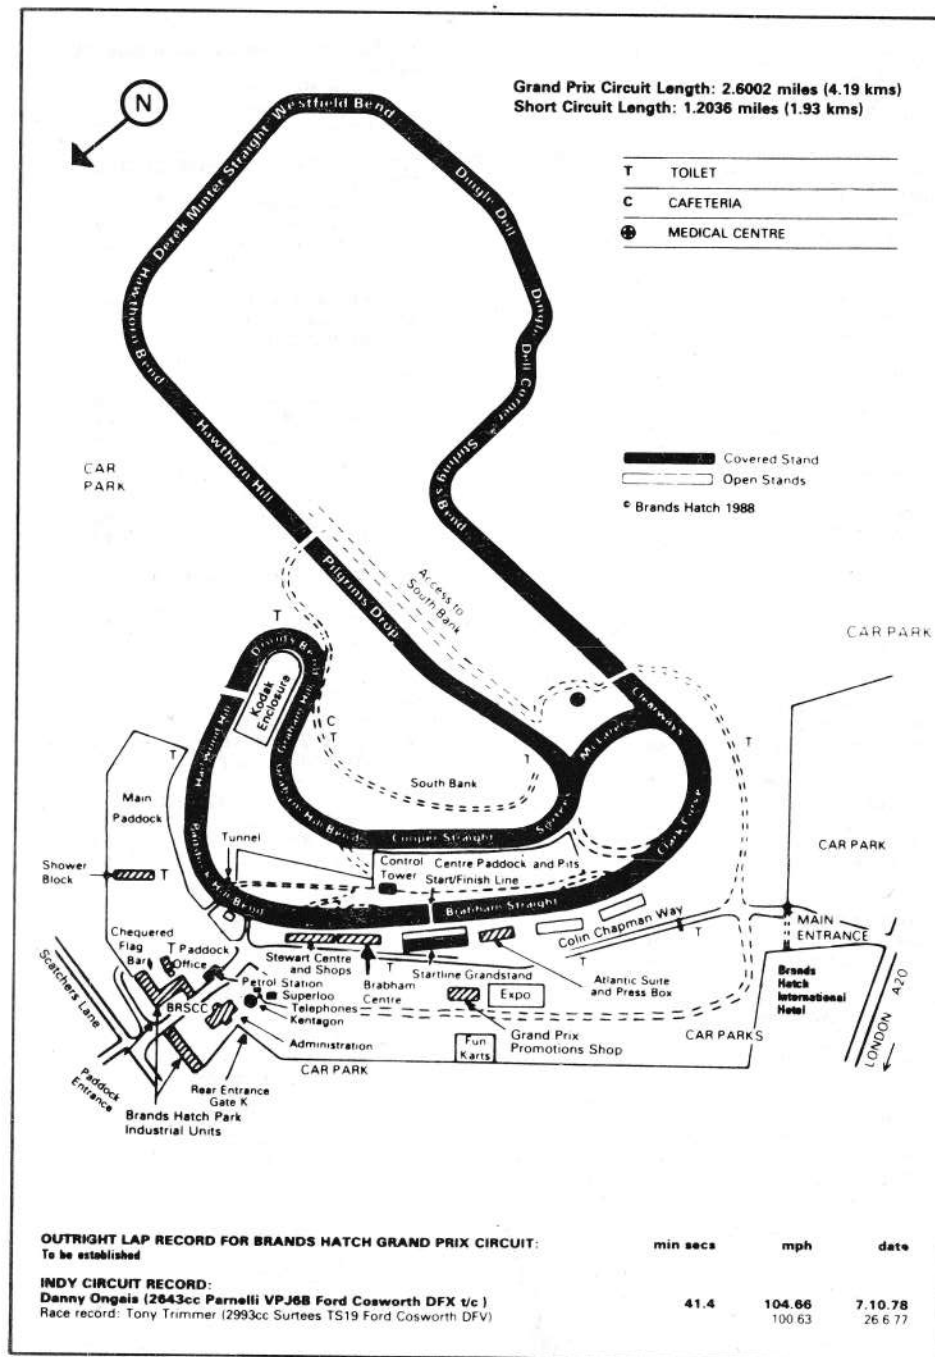 N
Grand Prix Circuit Length: 2.6002 miles (4.19 kms)
Short Circuit Length: 1.2036 miles (1.93 kms)
T TOILET
C CAFETERIA
MEDICAL CENTRE
Westfield Bend
Derek Minter Straight
Dingle Dell
Hawthorn Bend
Dingle Dell Corner
Hawthorn Hill
Stirling's Bend
CAR
PARK
Covered Stand
Open Stands
© Brands Hatch 1988
Pilgrims Drop
Access to
South Bank
T
CAR PARK
Druids Bend
Kodak
Enclosure
Hailwood Hill
Graham Hill Bend
C
T
Clearways
McLaren
T
T
T
South Bank
T
Main
Paddock
Surtees
Cooper Straight
Clark Curve
Tunnel
Paddock Hill Bend
Control
Tower
Centre Paddock and Pits
Start/Finish Line
CAR PARK
Shower
Block
T
Brabham Straight
Colin Chapman Way
T
MAIN
ENTRANCE
Chequered
Flag
Bar
T Paddock
Office
Stewart Centre
and Shops
Brabham
Centre
T
Startline Grandstand
T
Atlantic Suite
and Press Box
Brands
Hatch
International
Hotel
LONDON A20
Scatchers Lane
Petrol Station
Superloo
Telephones
Kentagon
BRSCC
Administration
Expo
Grand Prix
Promotions Shop
Fun
Karts
CAR PARKS
CAR PARK
Paddock
Entrance
Rear Entrance
Gate K
Brands Hatch Park
Industrial Units
OUTRIGHT LAP RECORD FOR BRANDS HATCH GRAND PRIX CIRCUIT: min secs mph date
To be established
INDY CIRCUIT RECORD:
Danny Ongais (2643cc Parnelli VPJ6B Ford Cosworth DFX t/c ) 41.4 104.66 7.10.78
Race record: Tony Trimmer (2993cc Surtees TS19 Ford Cosworth DFV) 100.63 26.6.77